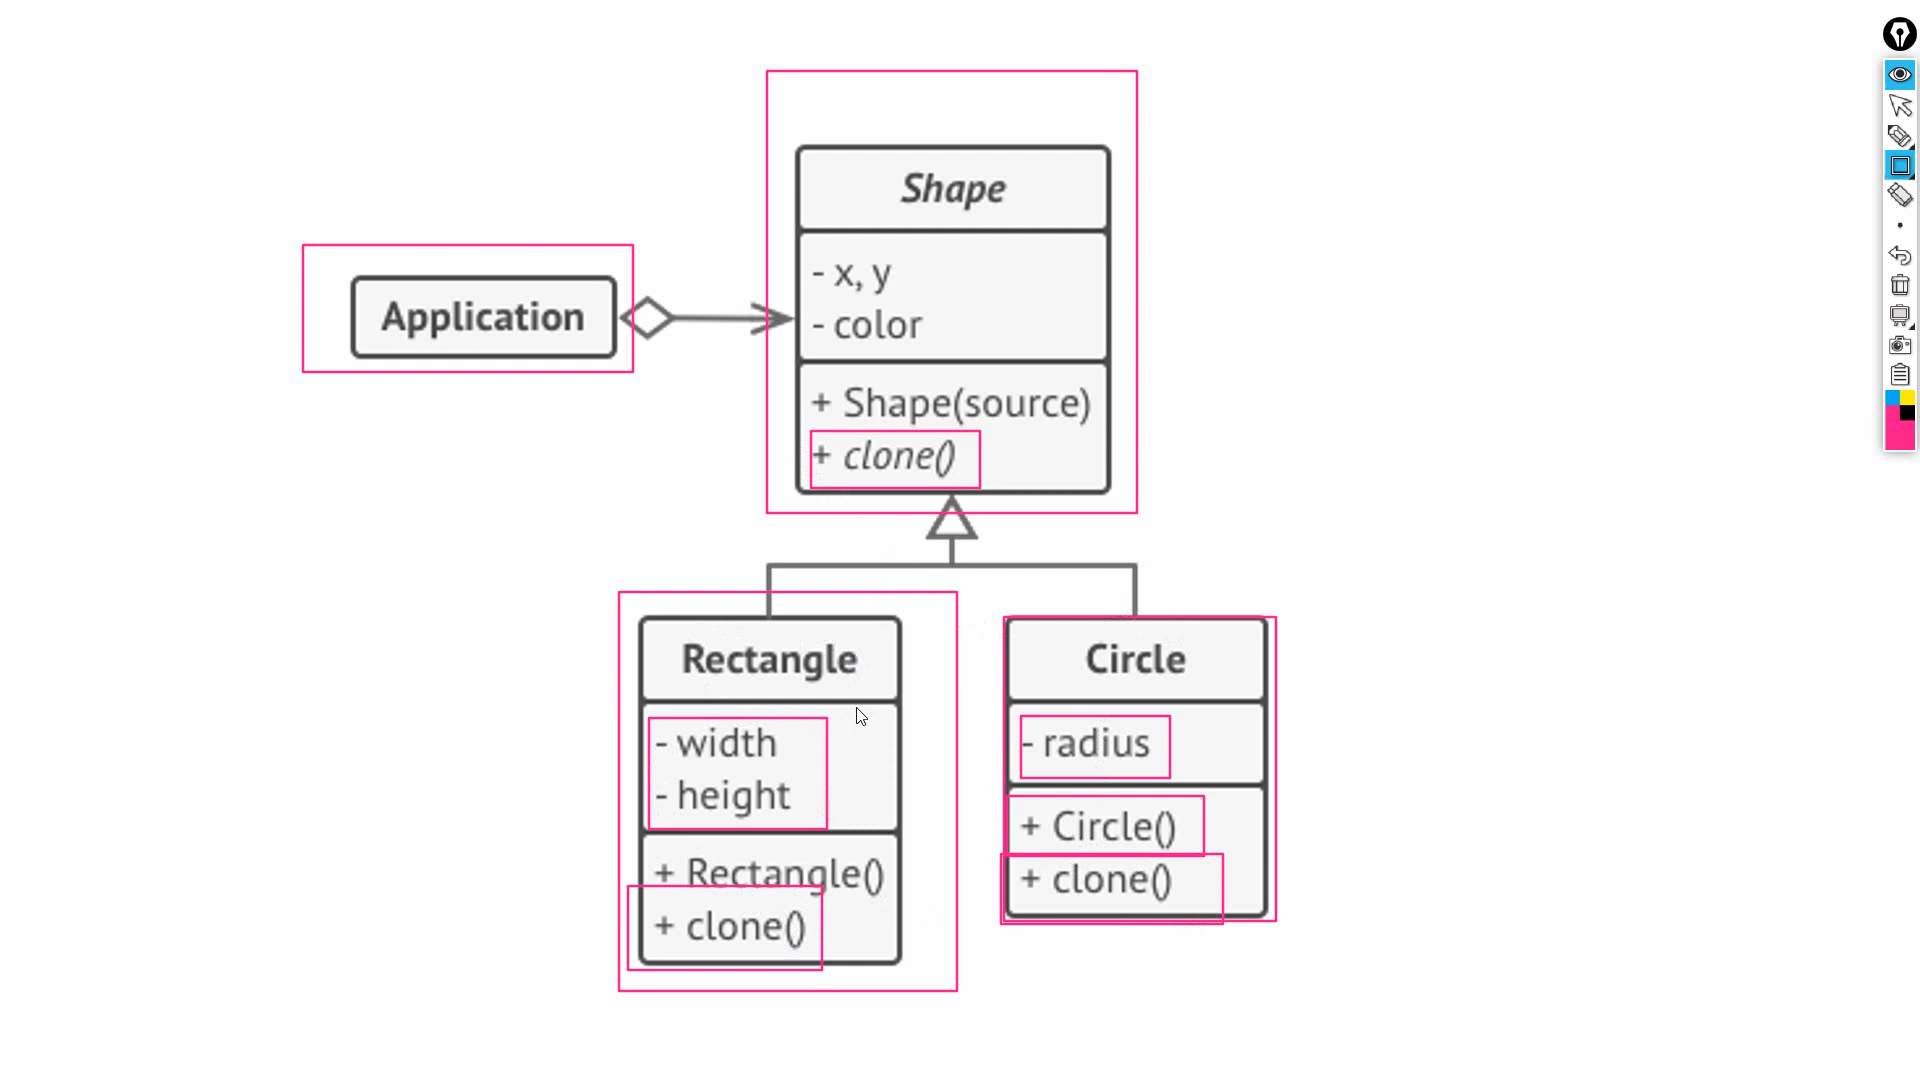 Shape
- x, y
- color
+ Shape(source)
+ clone()
Application
Rectangle
- width
- height
+ Rectangle()
+ clone()
Circle
- radius
+ Circle()
+ clone()